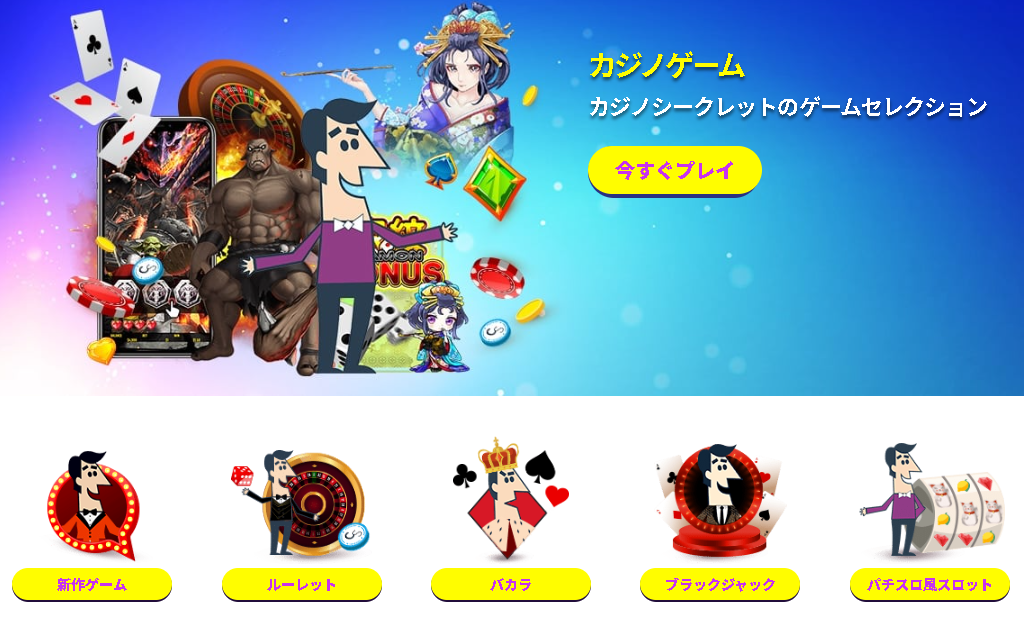 カジノゲーム
カジノシークレットのゲームセレクション
今すぐプレイ
新作ゲーム
ルーレット
バカラ
ブラックジャック
パチスロ風スロット